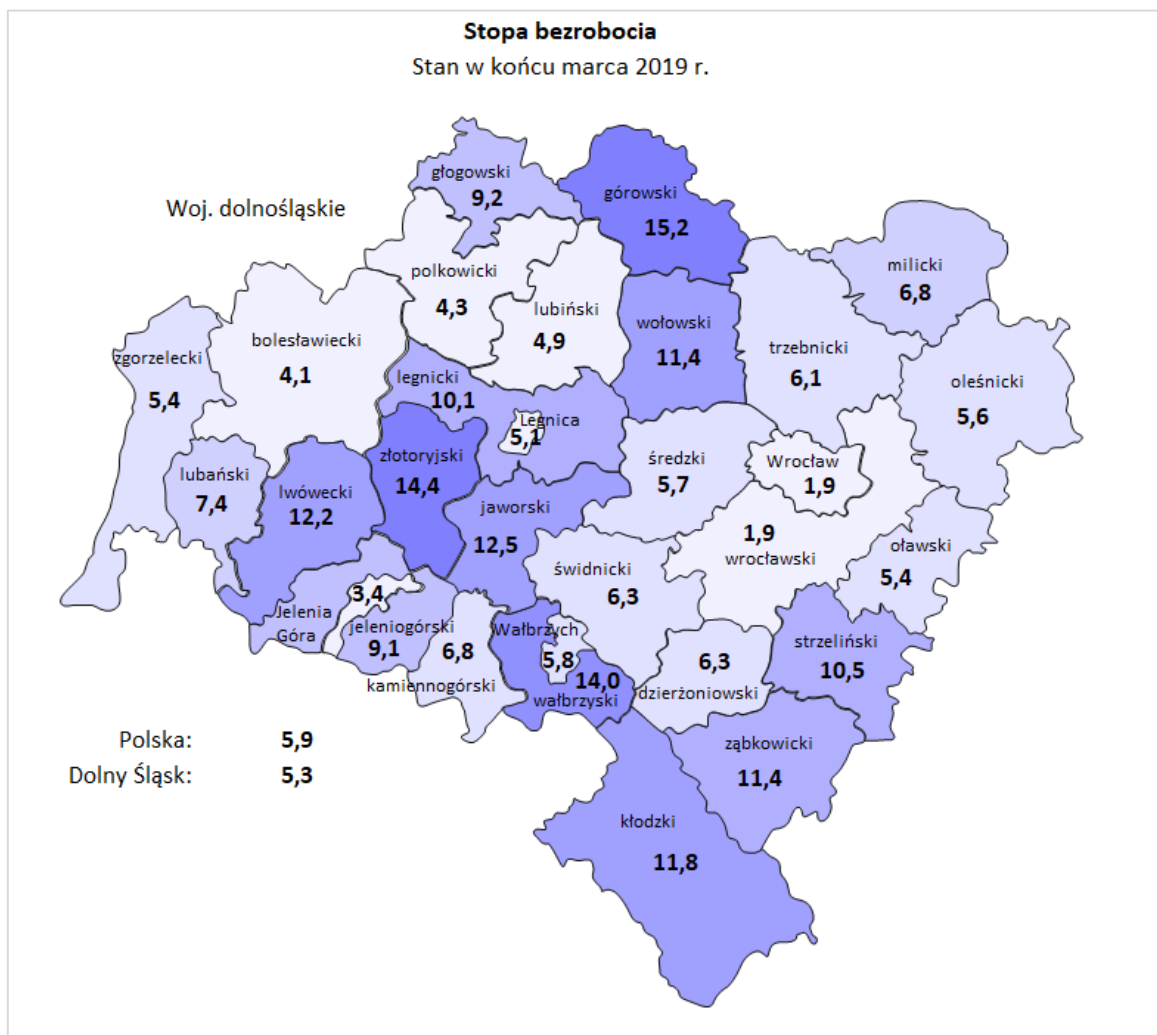 Stopa bezrobocia
Stan w końcu marca 2019 r.
Woj. dolnośląskie
głogowski
9,2
górowski
15,2
milicki
6,8
polkowicki
4,3
lubiński
4,9
wołowski
11,4
trzebnicki
6,1
oleśnicki
5,6
zgorzelecki
5,4
bolesławiecki
4,1
legnicki
10,1
Legnica
5,1
złotoryjski
14,4
średzki
5,7
Wrocław
1,9
lubański
7,4
lwówecki
12,2
jaworski
12,5
1,9
wrocławski
oławski
5,4
świdnicki
6,3
3,4
Jelenia
Góra
jeleniogórski
9,1
6,8
kamiennogórski
Wałbrzych
5,8
14,0
wałbrzyski
6,3
dzierżoniowski
strzeliński
10,5
ząbkowicki
11,4
kłodzki
11,8
Polska: 5,9
Dolny Śląsk: 5,3